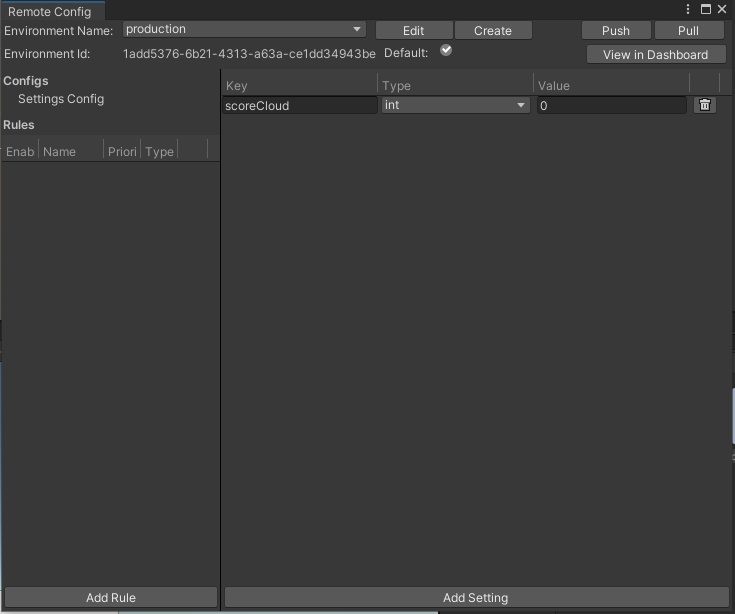 Remote Config
Environment Name: production Edit Create Push Pull
Environment Id: 1add5376-6b21-4313-a63a-ce1dd34943be Default: View in Dashboard
Configs
Settings Config
Rules
Enab Name Priori Type
Key Type Value
scoreCloud int 0
Add Rule Add Setting